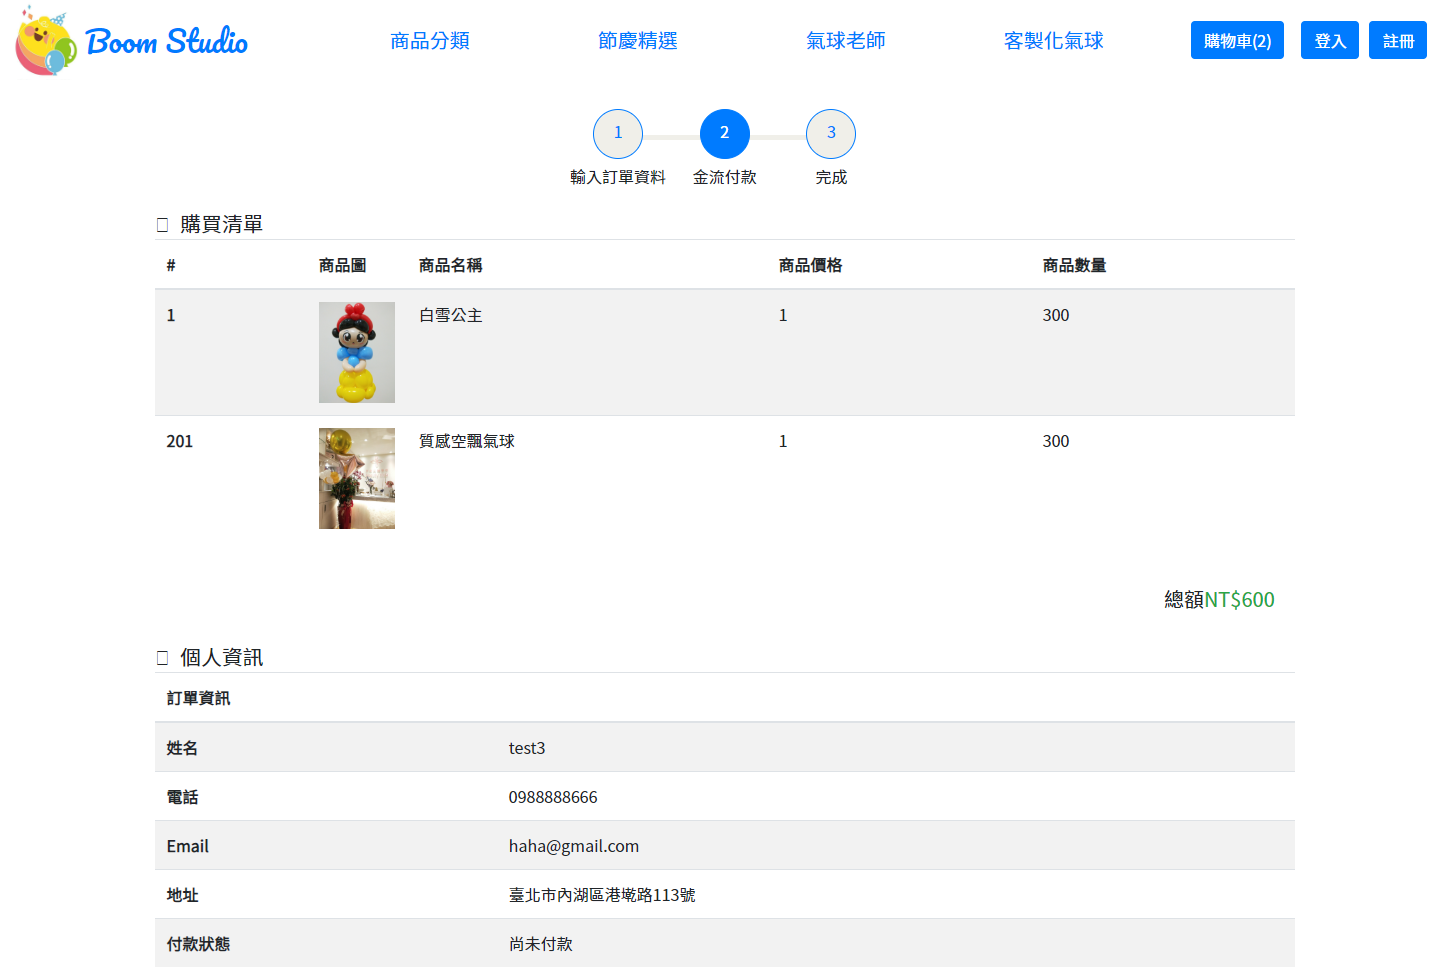 Boom Studio 商品分類 節慶精選 氣球老師 客製化氣球 購物車(2) 登入 註冊
1 2 3
輸入訂單資料 金流付款 完成
購買清單
# 商品圖 商品名稱 商品價格 商品數量
1 白雪公主 1 300
201 質感空飄氣球 1 300
總額NT$600
個人資訊
訂單資訊
姓名 test3
電話 0988888666
Email haha@gmail.com
地址 臺北市內湖區港墘路113號
付款狀態 尚未付款